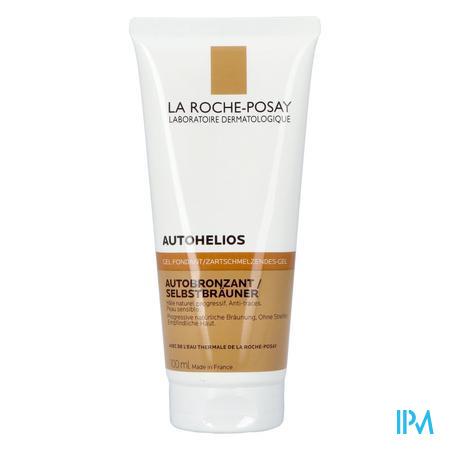 LA ROCHE-POSAY
LABORATOIRE DERMATOLOGIQUE
AUTOHELIOS
GEL FONDANT/ZARTSCHMELZENDES-GEL
AUTOBRONZANT/
SELBSTBRÄUNER
Hâle naturel progressif. Anti-traces.
Peau sensible.
Progressive natürliche Bräunung. Ohne Streifen.
Empfindliche Haut.
AVEC DE L'EAU THERMALE DE LA ROCHE-POSAY
100 ml Made in France
IPM